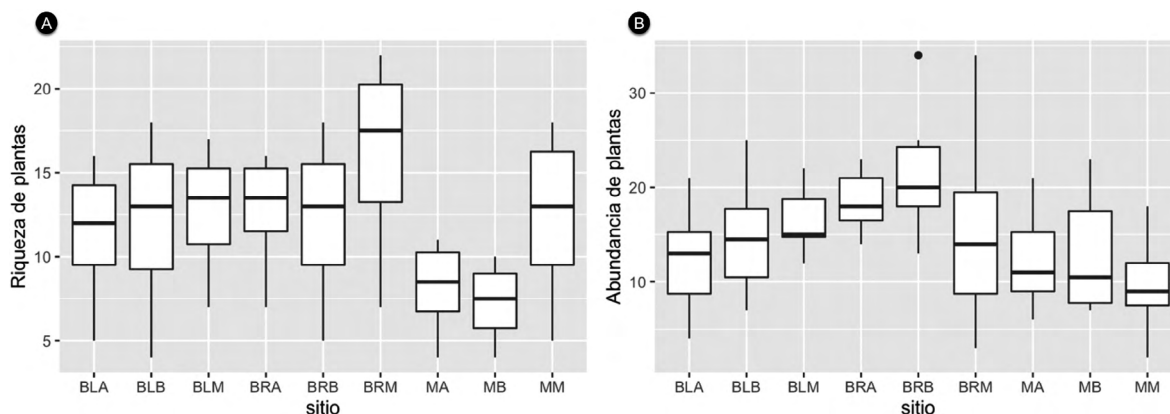 A
Riqueza de plantas
20
15
10
5
BLA BLB BLM BRA BRB BRM MA MB MM
sitio
B
Abundancia de plantas
30
20
10
BLA BLB BLM BRA BRB BRM MA MB MM
sitio